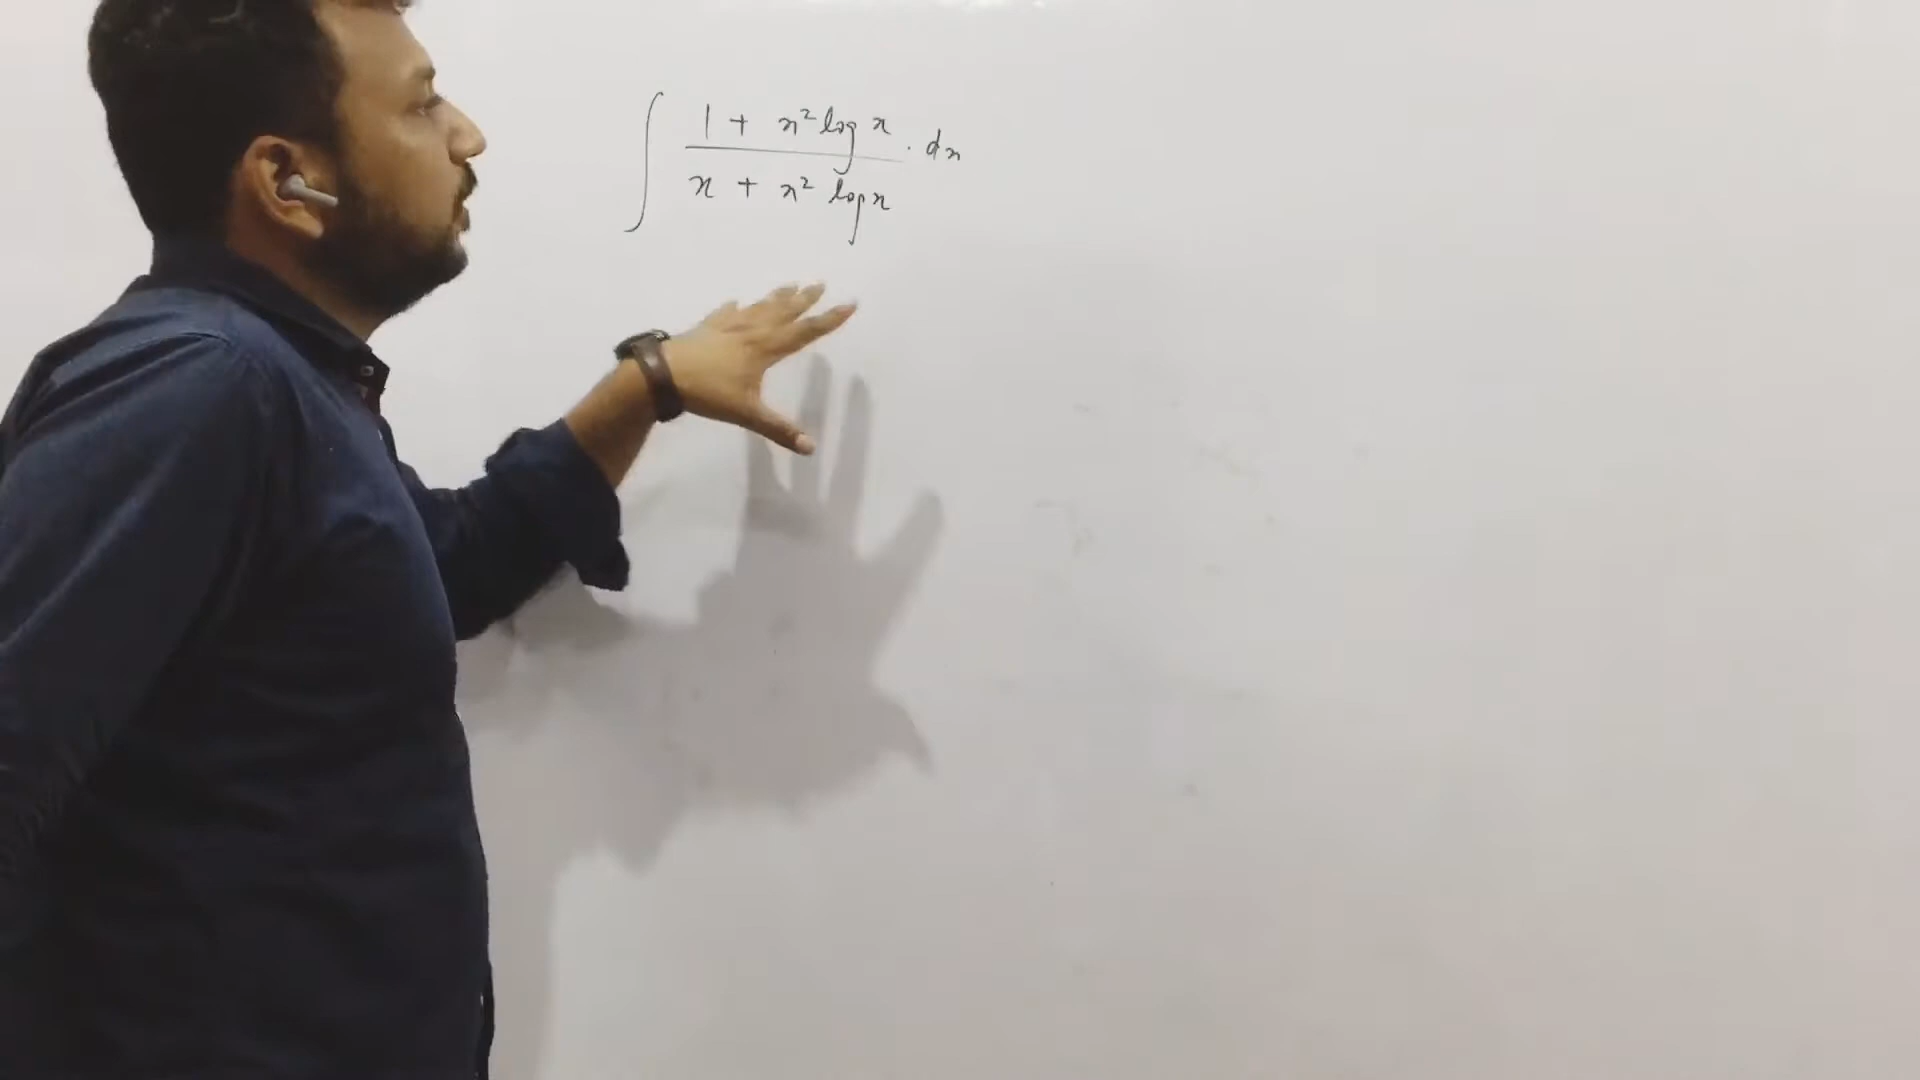 ∫ (1 + x² log x)/(x + x² log x) . dx